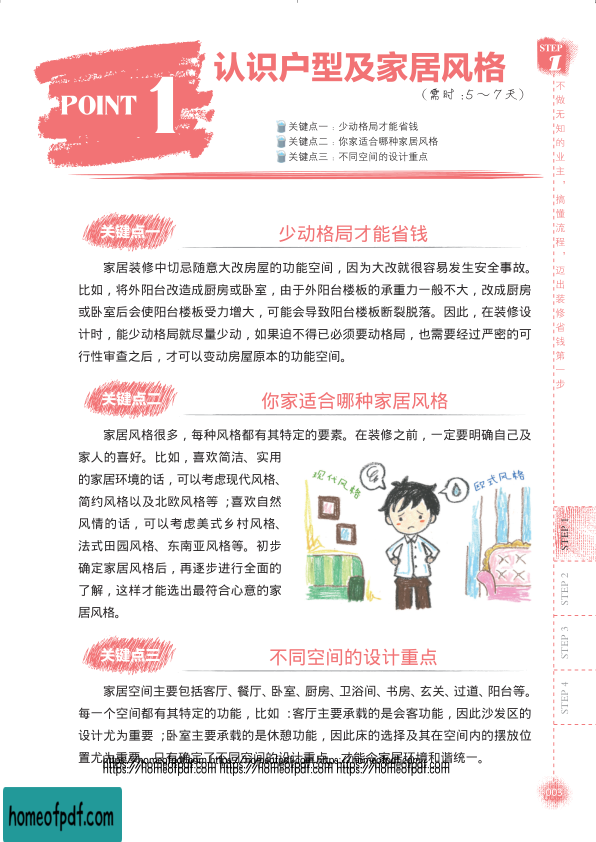 STEP
1
POINT 1
认识户型及家居风格
(需时:5～7天)
关键点一:少动格局才能省钱
关键点二:你家适合哪种家居风格
关键点三:不同空间的设计重点
不做无知的业主，搞懂流程，迈出装修省钱第一步
关键点一
少动格局才能省钱
家居装修中切忌随意大改房屋的功能空间，因为大改就很容易发生安全事故。
比如，将外阳台改造成厨房或卧室，由于外阳台楼板的承重力一般不大，改成厨房
或卧室后会使阳台楼板受力增大，可能会导致阳台楼板断裂脱落。因此，在装修设
计时，能少动格局就尽量少动，如果迫不得已必须要动格局，也需要经过严密的可
行性审查之后，才可以变动房屋原本的功能空间。
关键点二
你家适合哪种家居风格
家居风格很多，每种风格都有其特定的要素。在装修之前，一定要明确自己及
家人的喜好。比如，喜欢简洁、实用
的家居环境的话，可以考虑现代风格、
简约风格以及北欧风格等；喜欢自然
风情的话，可以考虑美式乡村风格、
法式田园风格、东南亚风格等。初步
确定家居风格后，再逐步进行全面的
了解，这样才能选出最符合心意的家
居风格。
现代风格
欧式风格
关键点三
不同空间的设计重点
家居空间主要包括客厅、餐厅、卧室、厨房、卫浴间、书房、玄关、过道、阳台等。
每一个空间都有其特定的功能，比如：客厅主要承载的是会客功能，因此沙发区的
设计尤为重要；卧室主要承载的是休憩功能，因此床的选择及其在空间内的摆放位
置尤为重要。只有确定了不同空间的设计重点，才能令家居环境和谐统一。
https://homeofpdf.com https://homeofpdf.com https://homeofpdf.com
https://homeofpdf.com https://homeofpdf.com https://homeofpdf.com
STEP 1
STEP 2
STEP 3
STEP 4
003
homeofpdf.com